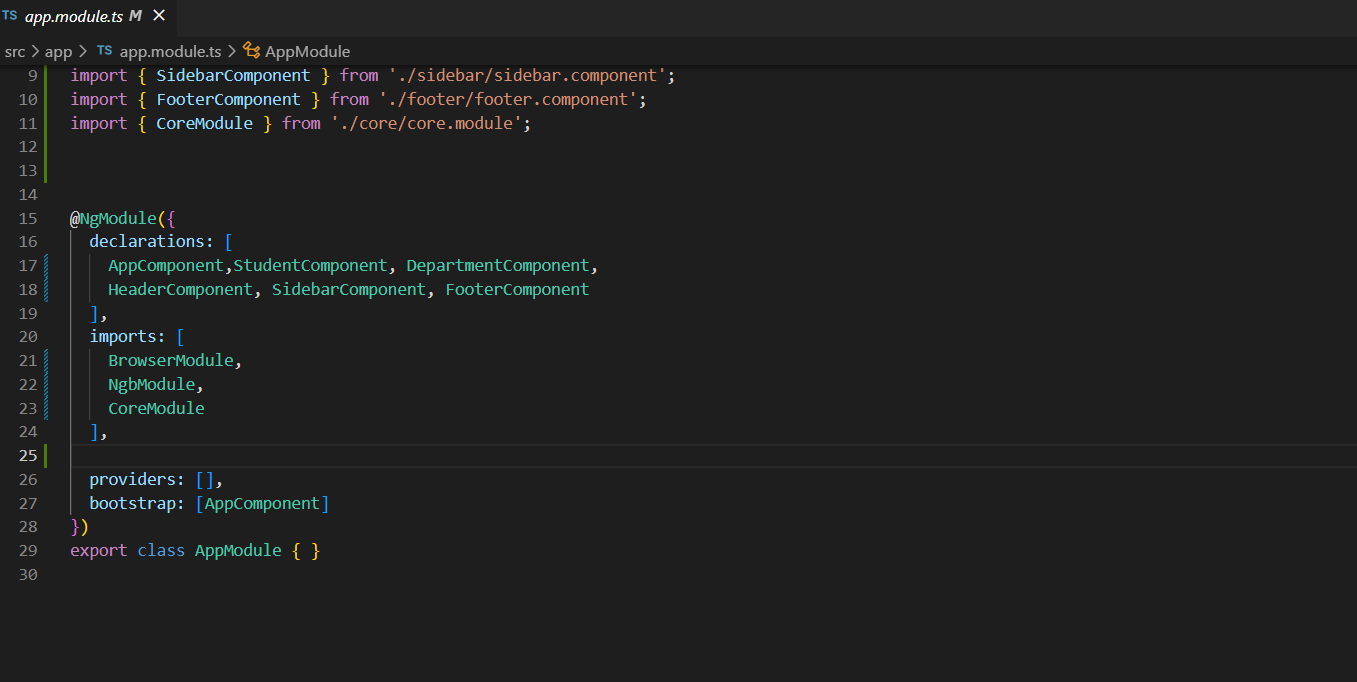 TS app.module.ts M ×
src > app > TS app.module.ts > AppModule
9 import { SidebarComponent } from './sidebar/sidebar.component';
10 import { FooterComponent } from './footer/footer.component';
11 import { CoreModule } from './core/core.module';
12
13
14
15 @NgModule({
16   declarations: [
17     AppComponent,StudentComponent, DepartmentComponent,
18     HeaderComponent, SidebarComponent, FooterComponent
19   ],
20   imports: [
21     BrowserModule,
22     NgbModule,
23     CoreModule
24   ],
25
26   providers: [],
27   bootstrap: [AppComponent]
28 })
29 export class AppModule { }
30